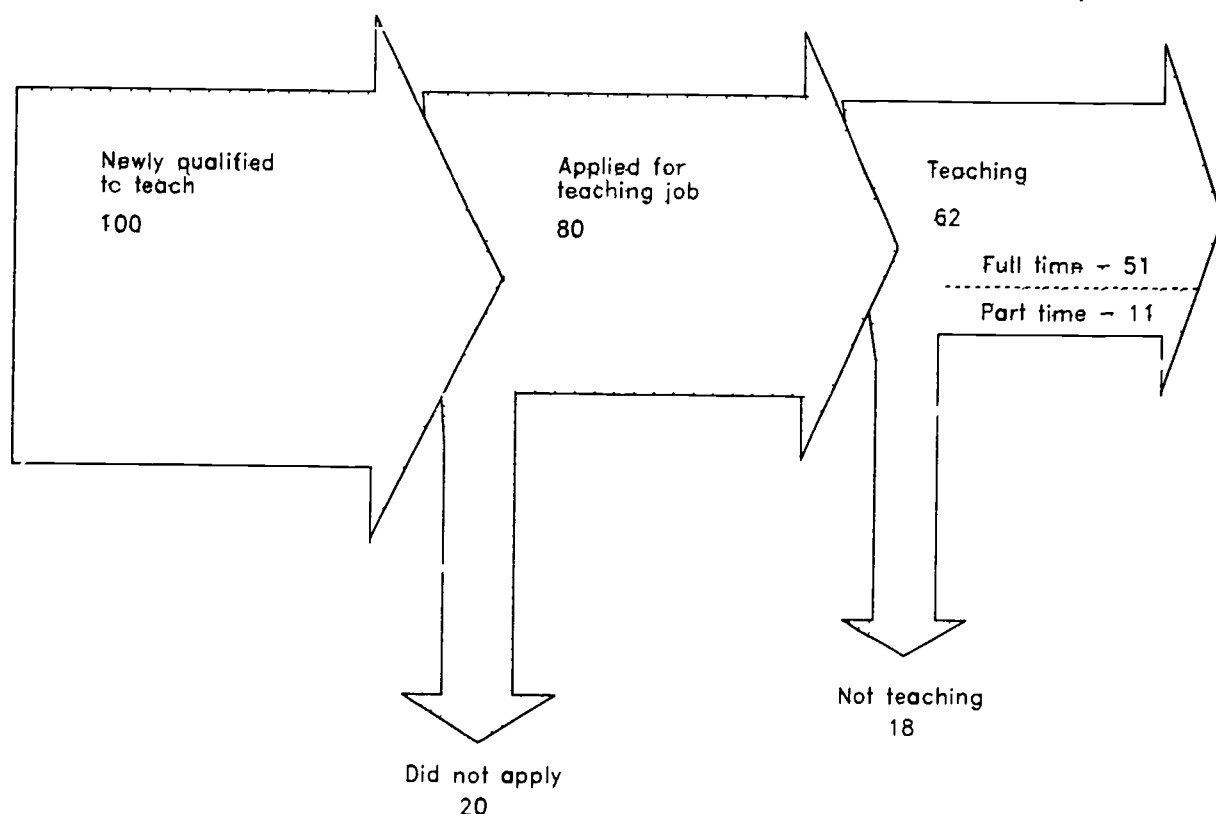 Newly qualified
to teach
100
Applied for
teaching job
80
Teaching
62
Full time - 51
Part time - 11
Not teaching
18
Did not apply
20